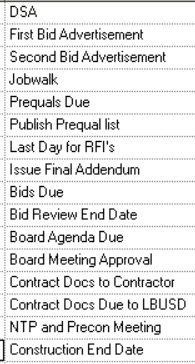 DSA
First Bid Advertisement
Second Bid Advertisement
Jobwalk
Prequals Due
Publish Prequal list
Last Day for RFI's
Issue Final Addendum
Bids Due
Bid Review End Date
Board Agenda Due
Board Meeting Approval
Contract Docs to Contractor
Contract Docs Due to LBUSD
NTP and Precon Meeting
Construction End Date